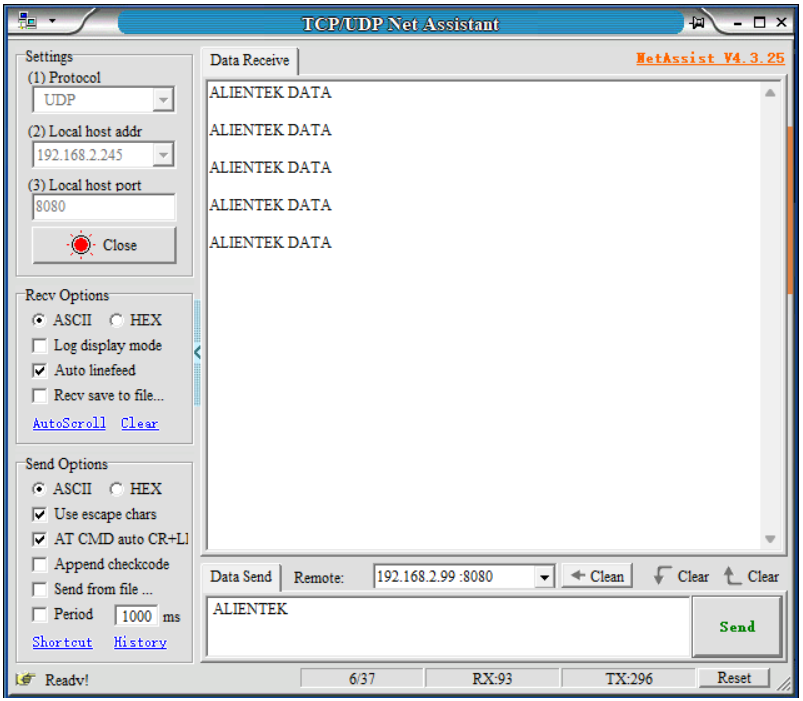 TCP/UDP Net Assistant
Settings
(1) Protocol
UDP
(2) Local host addr
192.168.2.245
(3) Local host port
8080
Close
Recv Options
ASCII HEX
Log display mode
Auto linefeed
Recv save to file...
AutoScroll Clear
Send Options
ASCII HEX
Use escape chars
AT CMD auto CR+LI
Append checkcode
Send from file ...
Period 1000 ms
Shortcut History
Data Receive NetAssist V4.3.25
ALIENTEK DATA
ALIENTEK DATA
ALIENTEK DATA
ALIENTEK DATA
ALIENTEK DATA
Data Send Remote: 192.168.2.99 :8080 Clean Clear Clear
ALIENTEK
Send
Ready! 6/37 RX:93 TX:296 Reset